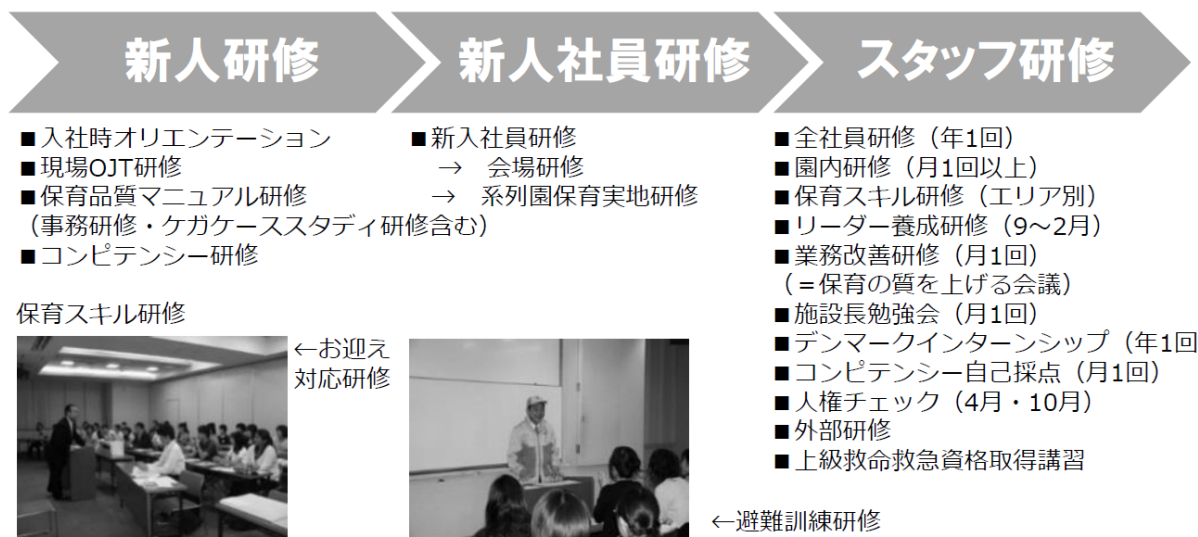 新人研修
新人社員研修
スタッフ研修
■入社時オリエンテーション
■現場OJT研修
■保育品質マニュアル研修
（事務研修・ケガケーススタディ研修含む）
■コンピテンシー研修
■新入社員研修
→ 会場研修
→ 系列園保育実地研修
■全社員研修（年1回）
■園内研修（月1回以上）
■保育スキル研修（エリア別）
■リーダー養成研修（9～2月）
■業務改善研修（月1回）
（＝保育の質を上げる会議）
■施設長勉強会（月1回）
■デンマークインターンシップ（年1回
■コンピテンシー自己採点（月1回）
■人権チェック（4月・10月）
■外部研修
■上級救命救急資格取得講習
保育スキル研修
←お迎え
対応研修
←避難訓練研修